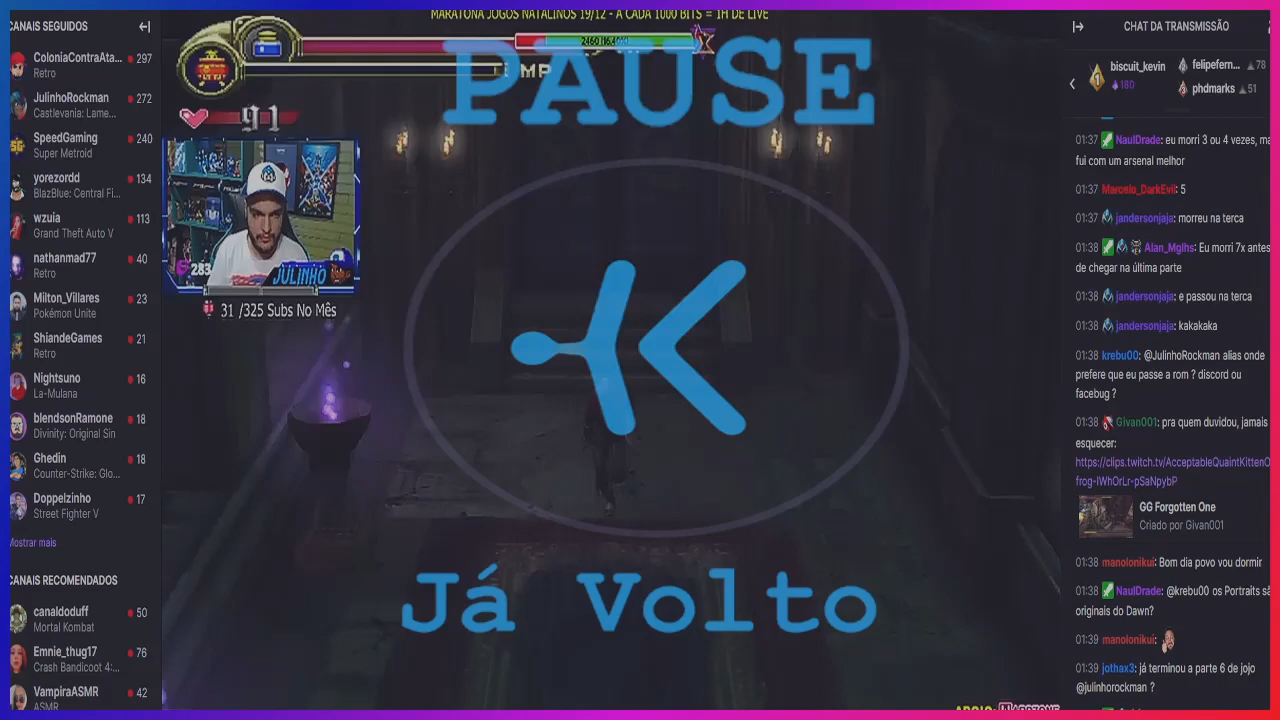 CANAIS SEGUIDOS
ColoniaContraAta... 297
Retro
JulinhoRockman 272
Castlevania: Lame...
SpeedGaming 240
Super Metroid
yorezordd 134
BlazBlue: Central Fi...
wzuia 113
Grand Theft Auto V
nathanmad77 40
Retro
Milton_Villares 23
Pokémon Unite
ShiandeGames 21
Retro
Nightsuno 16
La-Mulana
blendsonRamone 18
Divinity: Original Sin
Ghedin 18
Counter-Strike: Glo...
Doppelzinho 17
Street Fighter V
Mostrar mais
CANAIS RECOMENDADOS
canaldoduff 50
Mortal Kombat
Emnie_thug17 76
Crash Bandicoot 4:...
VampiraASMR 42
ASMR
MARATONA JOGOS NATALINOS 19/12 - A CADA 1000 BITS = 1H DE LIVE
MP
91
PAUSE
283
JULINHO
31 /325 Subs No Mês
Já Volto
APOIO:
CHAT DA TRANSMISSÃO
1 biscuit_kevin 180
felipefern... 78
phdmarks 51
01:37 NaulDrade: eu morri 3 ou 4 vezes, ma
fui com um arsenal melhor
01:37 Marcelo_DarkEvil: 5
01:37 jandersonjaja: morreu na terca
01:38 Alan_Mglhs: Eu morri 7x antes
de chegar na última parte
01:38 jandersonjaja: e passou na terca
01:38 jandersonjaja: kakakaka
01:38 krebu00: @JulinhoRockman alias onde
prefere que eu passe a rom ? discord ou
facebug ?
01:38 Givan001: pra quem duvidou, jamais
esquecer:
https://clips.twitch.tv/AcceptableQuaintKittenO
frog-IWhOrLr-pSaNpybP
GG Forgotten One
Criado por Givan001
01:38 manolonikui: Bom dia povo vou dormir
01:38 NaulDrade: @krebu00 os Portraits sã
originais do Dawn?
01:39 manolonikui:
01:39 jothax3: já terminou a parte 6 de jojo
@julinhorockman ?